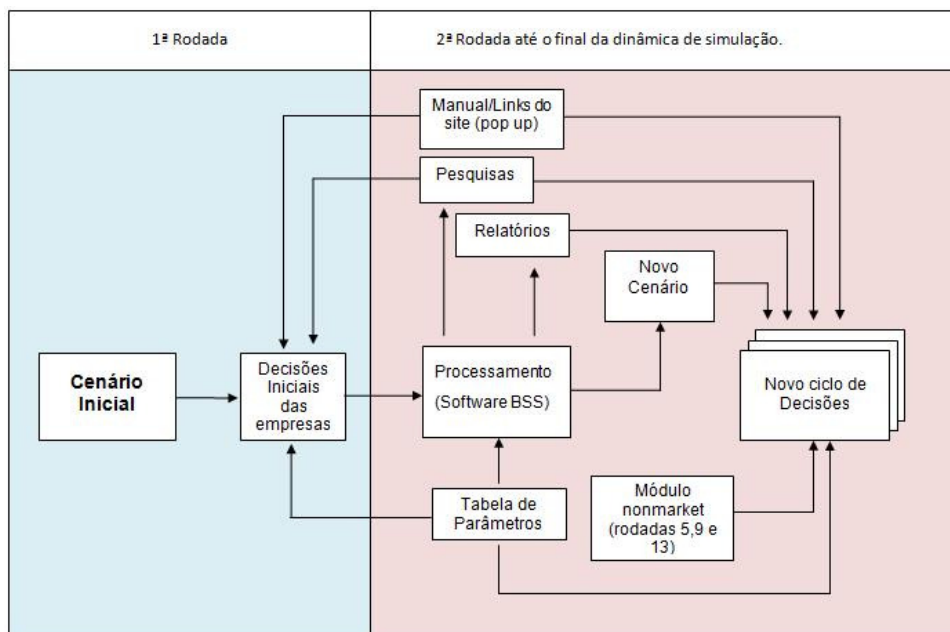 1ª Rodada
2ª Rodada até o final da dinâmica de simulação.
Manual/Links do
site (pop up)
Pesquisas
Relatórios
Novo
Cenário
Cenário
Inicial
Decisões
Iniciais
das
empresas
Processamento
(Software BSS)
Novo ciclo de
Decisões
Tabela de
Parâmetros
Módulo
nonmarket
(rodadas 5,9 e
13)